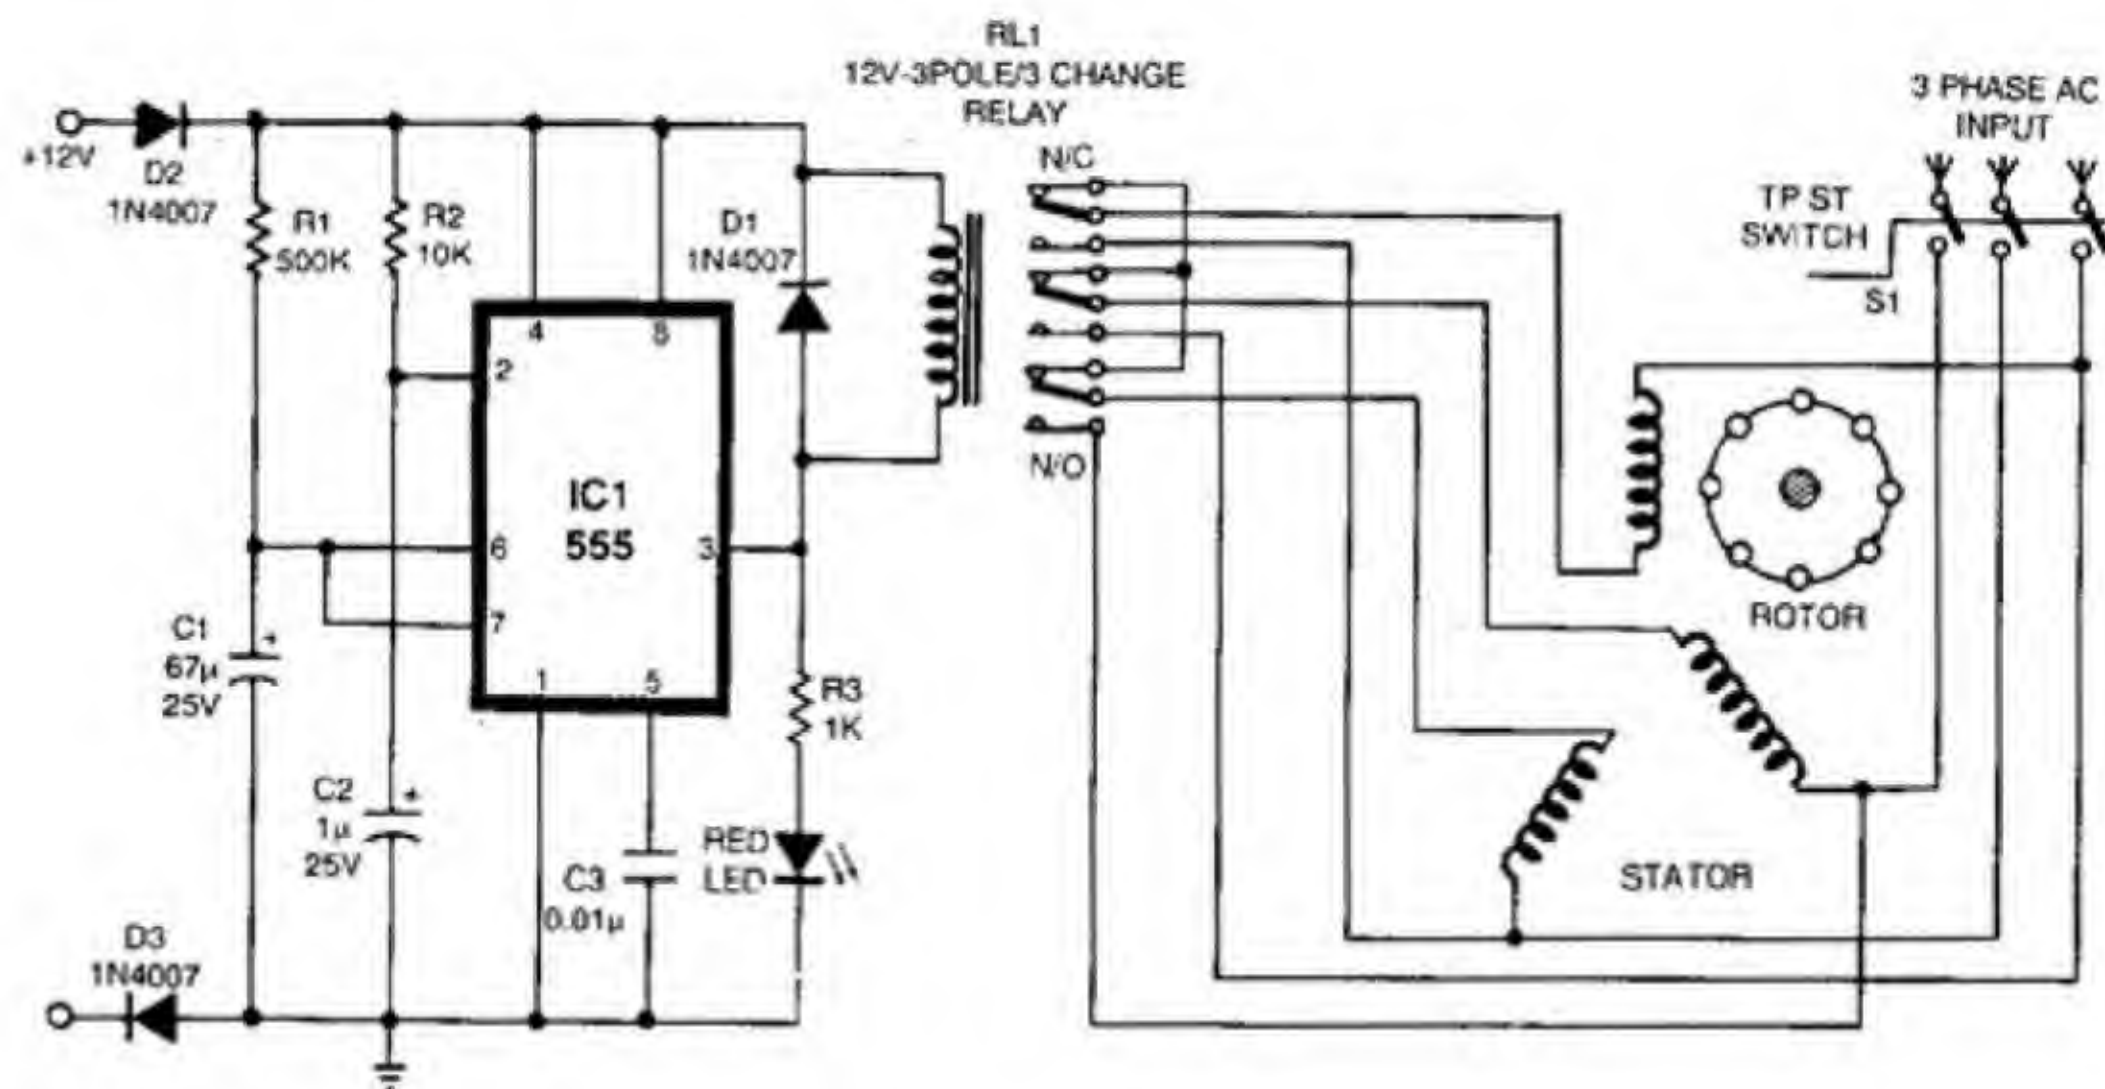 RL1
12V-3POLE/3 CHANGE
RELAY
3 PHASE AC
INPUT
+12V
D2
1N4007
R1
500K
R2
10K
D1
1N4007
N/C
TP ST
SWITCH
S1
4
8
2
IC1
555
6
3
7
1
5
N/O
ROTOR
C1
67µ
25V
R3
1K
C2
1µ
25V
RED
LED
C3
0.01µ
STATOR
D3
1N4007